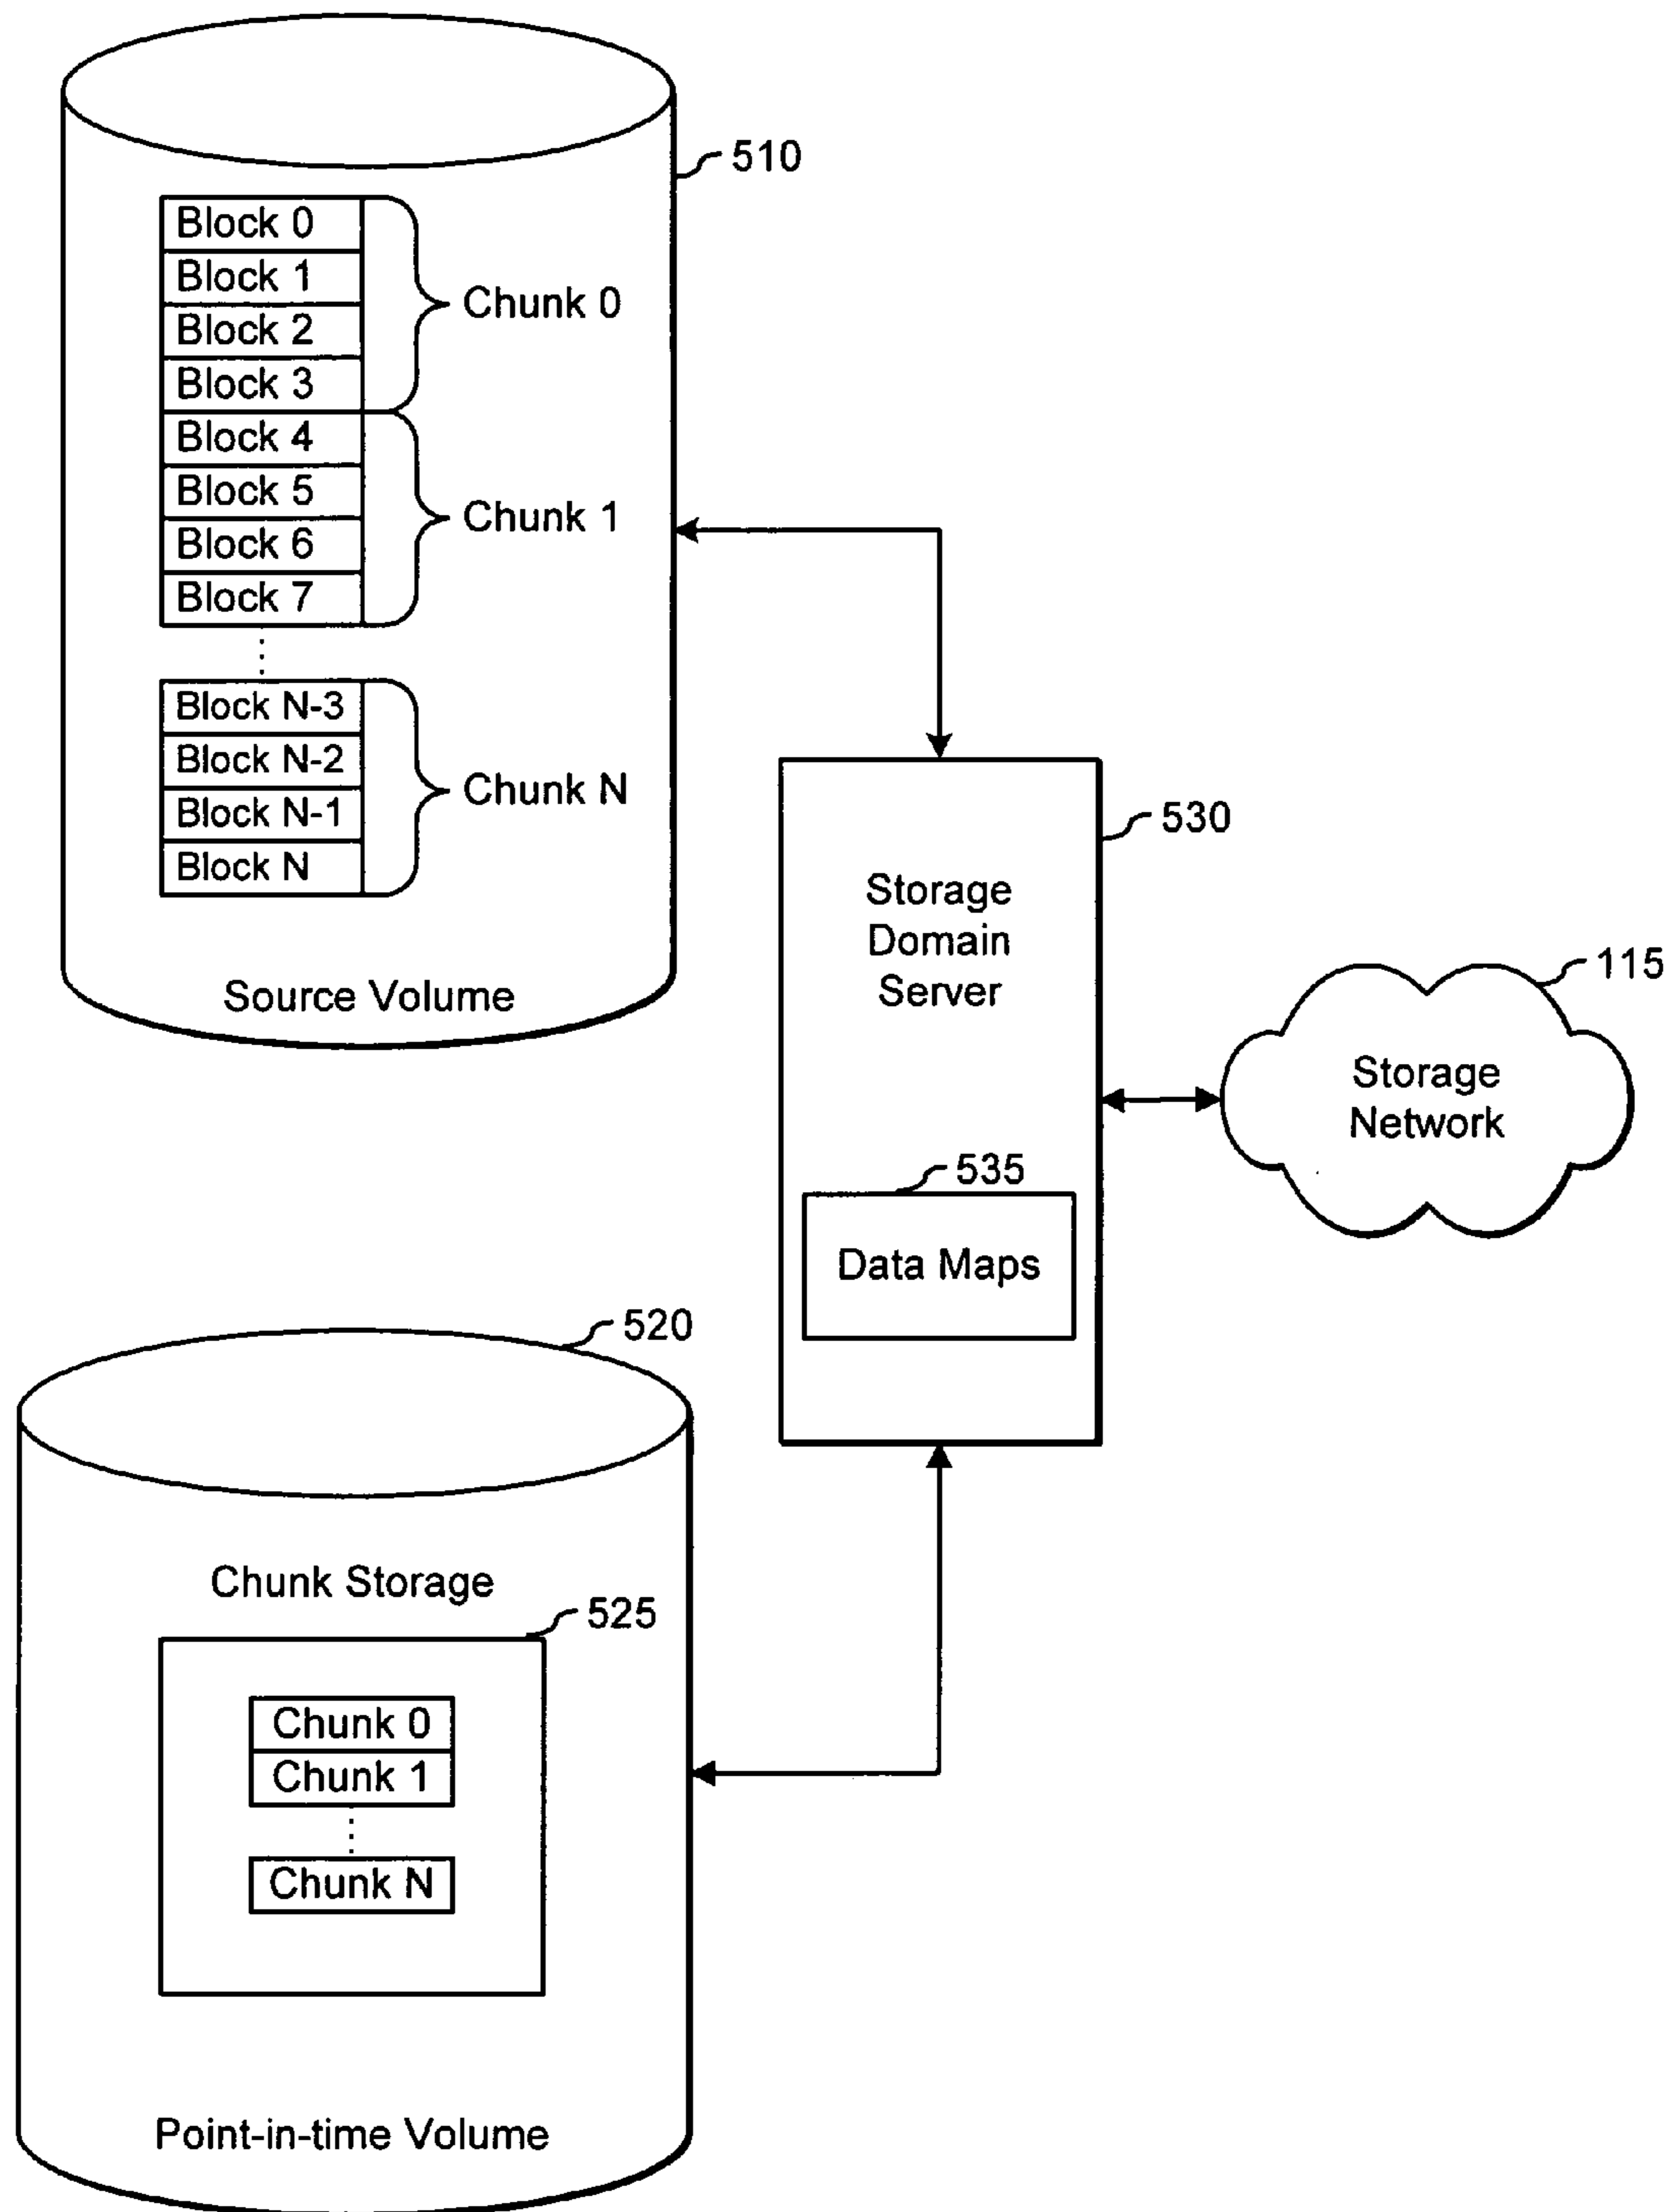 510
Block 0
Block 1
Block 2
Block 3
Chunk 0
Block 4
Block 5
Block 6
Block 7
Chunk 1
Block N-3
Block N-2
Block N-1
Block N
Chunk N
Source Volume
530
Storage
Domain
Server
535
Data Maps
115
Storage
Network
520
Chunk Storage
525
Chunk 0
Chunk 1
Chunk N
Point-in-time Volume